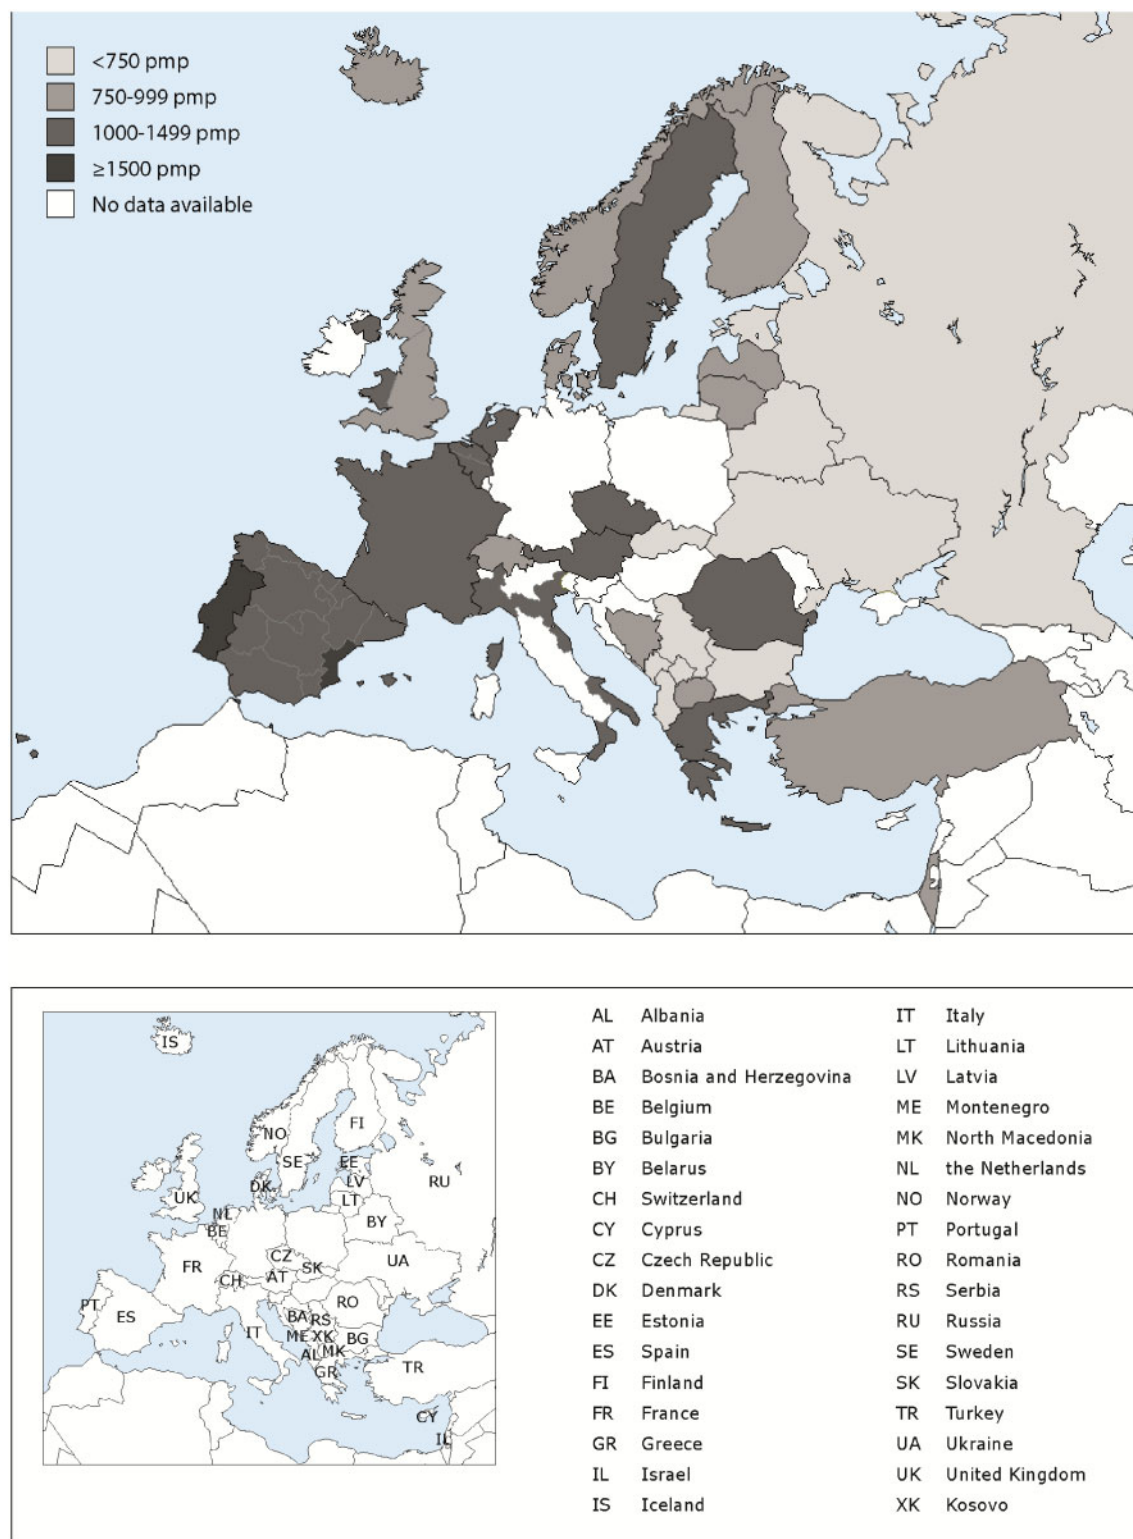 <750 pmp
750-999 pmp
1000-1499 pmp
≥1500 pmp
No data available
IS
NO
FI
SE
EE
RU
LV
DK
LT
UK
NL
BY
BE
CZ
UA
FR
SK
AT
CH
RO
PT
ES
BA
RS
IT
ME
XK
BG
AL
MK
TR
GR
CY
IL
AL Albania
AT Austria
BA Bosnia and Herzegovina
BE Belgium
BG Bulgaria
BY Belarus
CH Switzerland
CY Cyprus
CZ Czech Republic
DK Denmark
EE Estonia
ES Spain
FI Finland
FR France
GR Greece
IL Israel
IS Iceland
IT Italy
LT Lithuania
LV Latvia
ME Montenegro
MK North Macedonia
NL the Netherlands
NO Norway
PT Portugal
RO Romania
RS Serbia
RU Russia
SE Sweden
SK Slovakia
TR Turkey
UA Ukraine
UK United Kingdom
XK Kosovo